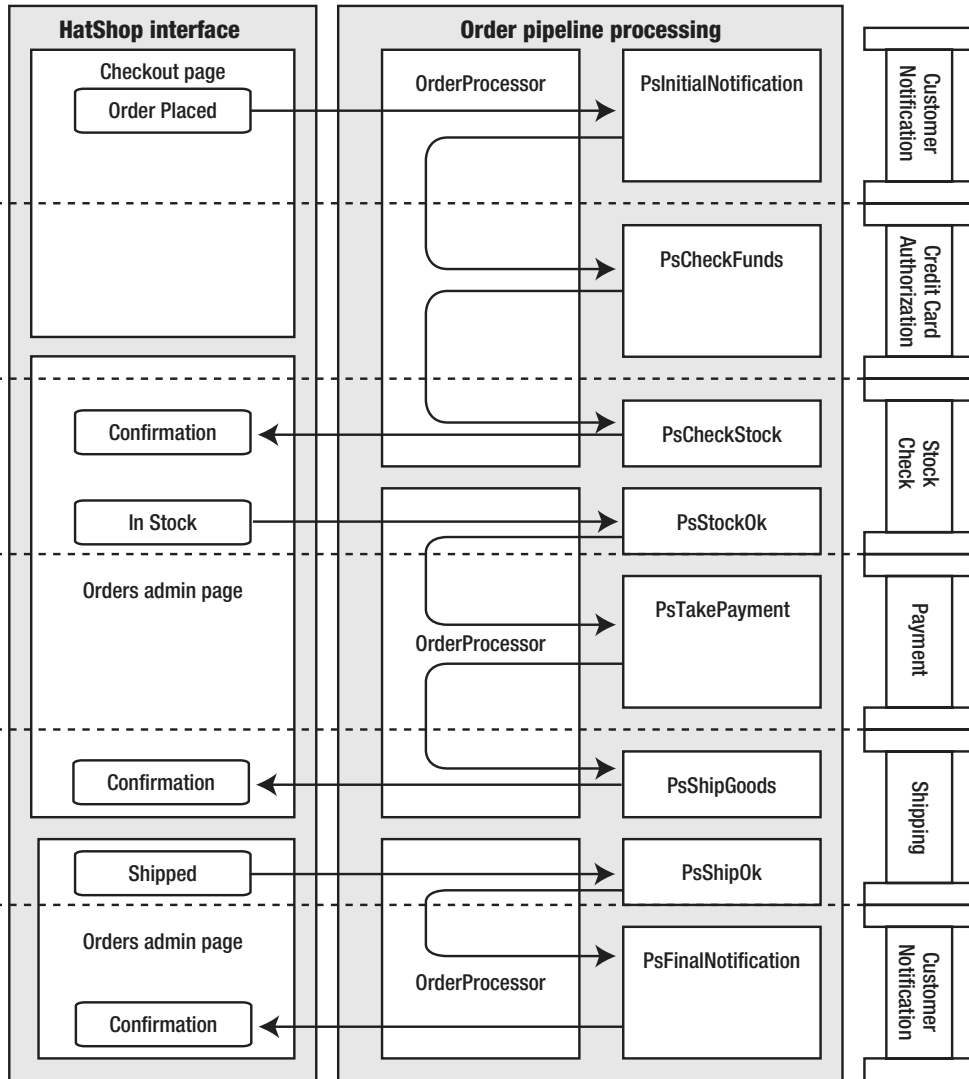 HatShop interface
Order pipeline processing
Checkout page
Order Placed
OrderProcessor
PsInitialNotification
Customer
Notification
PsCheckFunds
Credit Card
Authorization
Confirmation
PsCheckStock
Stock
Check
In Stock
PsStockOk
Orders admin page
PsTakePayment
OrderProcessor
Payment
Confirmation
PsShipGoods
Shipping
Shipped
PsShipOk
Orders admin page
OrderProcessor
PsFinalNotification
Customer
Notification
Confirmation